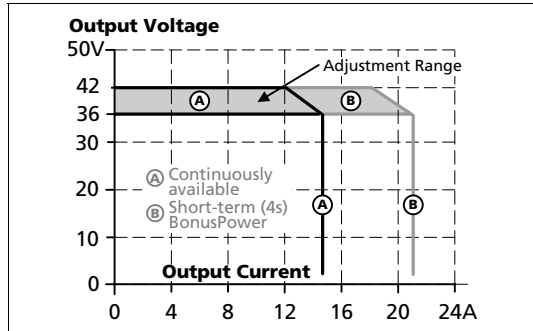 Output Voltage
50V
Adjustment Range
42
A
B
36
30
A Continuously
available
20
B Short-term (4s)
BonusPower
A
B
10
0
Output Current
0 4 8 12 16 20 24A